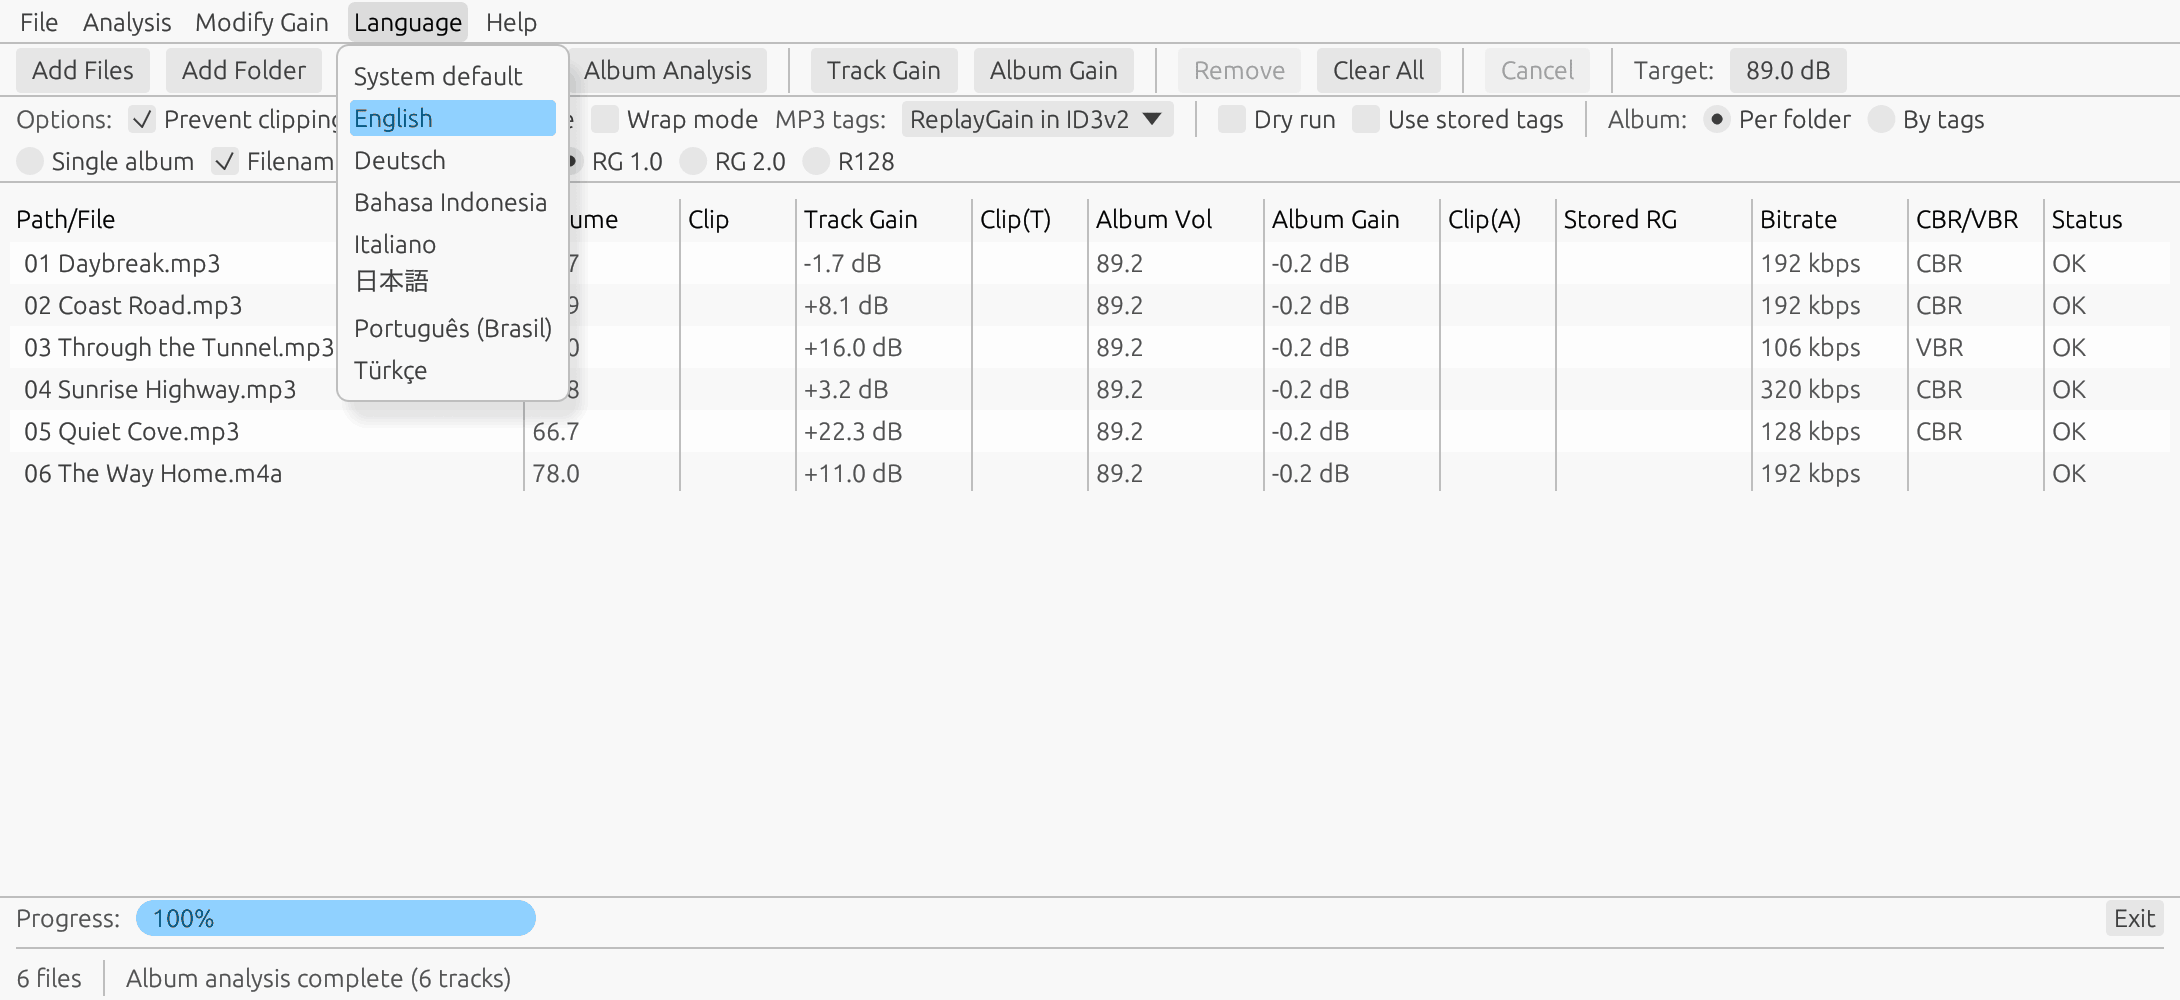 File Analysis Modify Gain Language Help
Add Files Add Folder Album Analysis Track Gain Album Gain Remove Clear All Cancel Target: 89.0 dB
System default
Options: Prevent clipping English Wrap mode MP3 tags: ReplayGain in ID3v2 Dry run Use stored tags Album: Per folder By tags
Single album Deutsch RG 1.0 RG 2.0 R128
Bahasa Indonesia
Italiano
日本語
Português (Brasil)
Türkçe
Path/File Clip Track Gain Clip(T) Album Vol Album Gain Clip(A) Stored RG Bitrate CBR/VBR Status
01 Daybreak.mp3 -1.7 dB 89.2 -0.2 dB 192 kbps CBR OK
02 Coast Road.mp3 +8.1 dB 89.2 -0.2 dB 192 kbps CBR OK
03 Through the Tunnel.mp3 +16.0 dB 89.2 -0.2 dB 106 kbps VBR OK
04 Sunrise Highway.mp3 +3.2 dB 89.2 -0.2 dB 320 kbps CBR OK
05 Quiet Cove.mp3 66.7 +22.3 dB 89.2 -0.2 dB 128 kbps CBR OK
06 The Way Home.m4a 78.0 +11.0 dB 89.2 -0.2 dB 192 kbps OK
Progress: 100% Exit
6 files Album analysis complete (6 tracks)